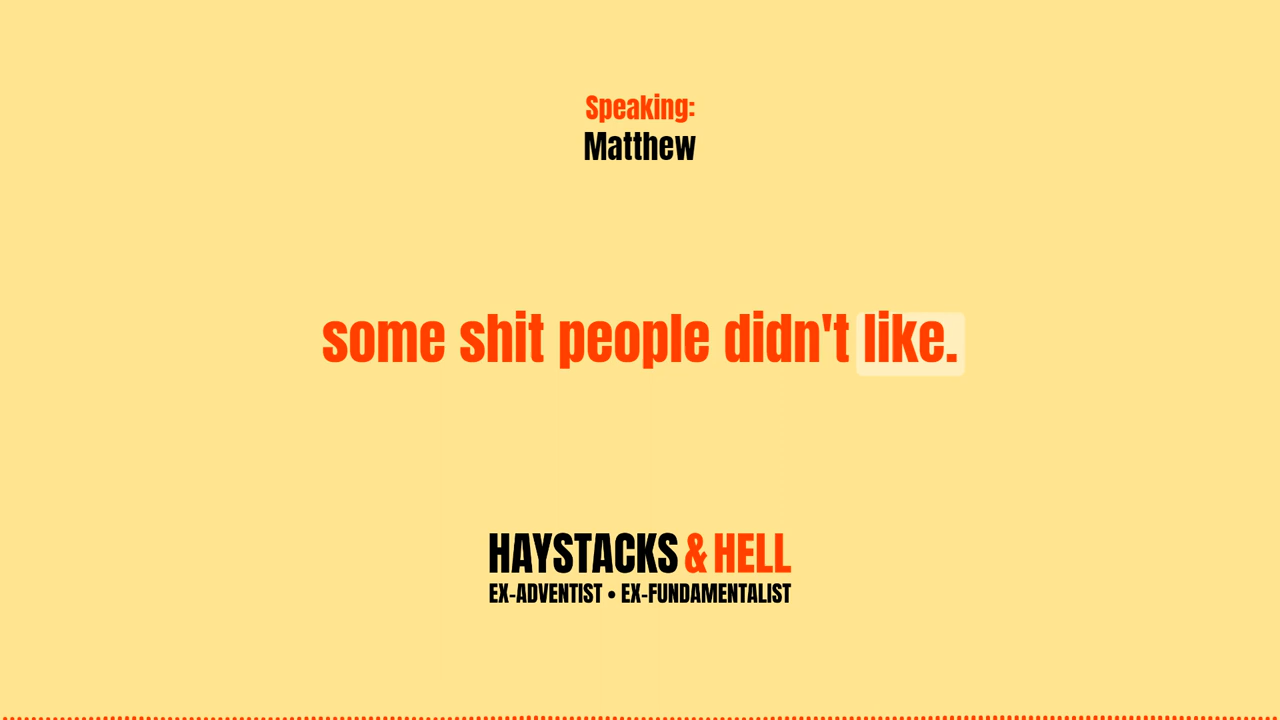 Speaking:
Matthew
some shit people didn't like.
HAYSTACKS & HELL
EX-ADVENTIST • EX-FUNDAMENTALIST